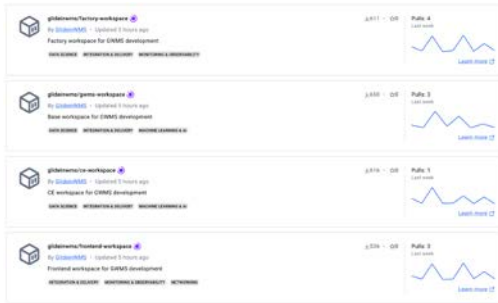 glideinwms/factory-workspace
By GlideinWMS • Updated 5 hours ago
Factory workspace for GWMS development
DATA SCIENCE INTEGRATION & DELIVERY MONITORING & OBSERVABILITY
Pulls: 4
Last week
Learn more
glideinwms/gwms-workspace
By GlideinWMS • Updated 5 hours ago
Base workspace for GWMS development
DATA SCIENCE INTEGRATION & DELIVERY MACHINE LEARNING & AI
Pulls: 3
Last week
Learn more
glideinwms/ce-workspace
By GlideinWMS • Updated 5 hours ago
CE workspace for GWMS development
DATA SCIENCE INTEGRATION & DELIVERY MACHINE LEARNING & AI
Pulls: 1
Last week
Learn more
glideinwms/frontend-workspace
By GlideinWMS • Updated 5 hours ago
Frontend workspace for GWMS development
INTEGRATION & DELIVERY MONITORING & OBSERVABILITY NETWORKING
Pulls: 3
Last week
Learn more